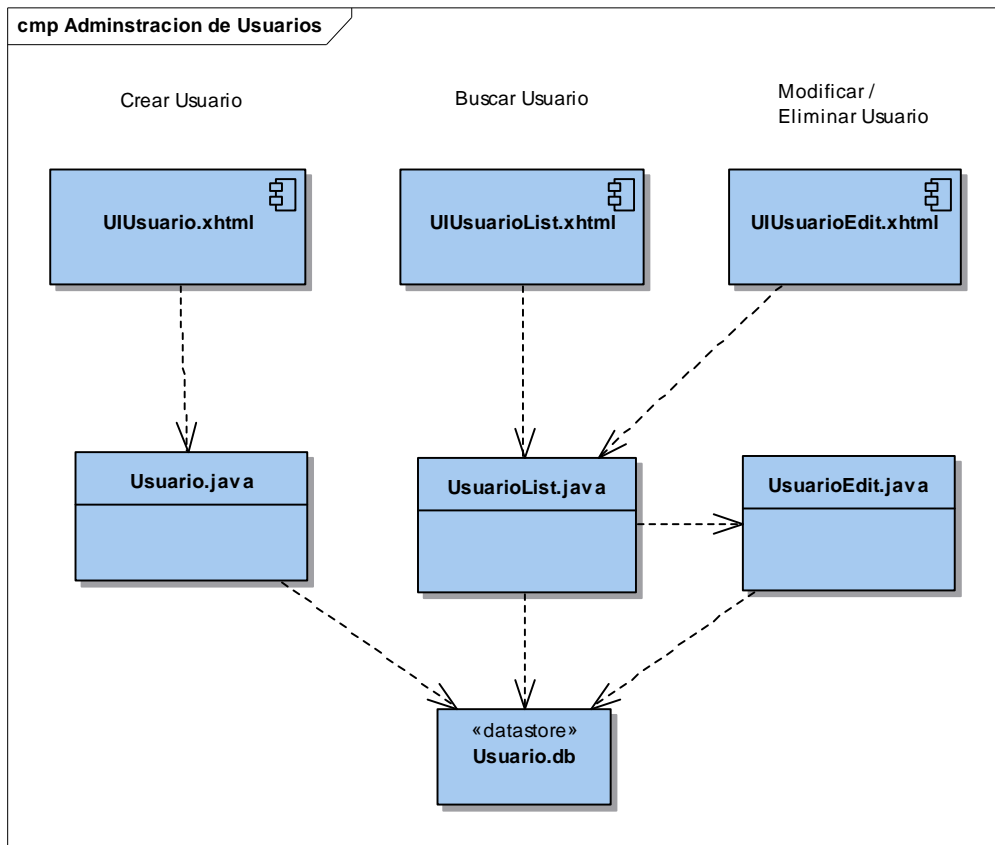 cmp Adminstracion de Usuarios
Crear Usuario
Buscar Usuario
Modificar /
Eliminar Usuario
UIUsuario.xhtml
UIUsuarioList.xhtml
UIUsuarioEdit.xhtml
Usuario.java
UsuarioList.java
UsuarioEdit.java
«datastore»
Usuario.db